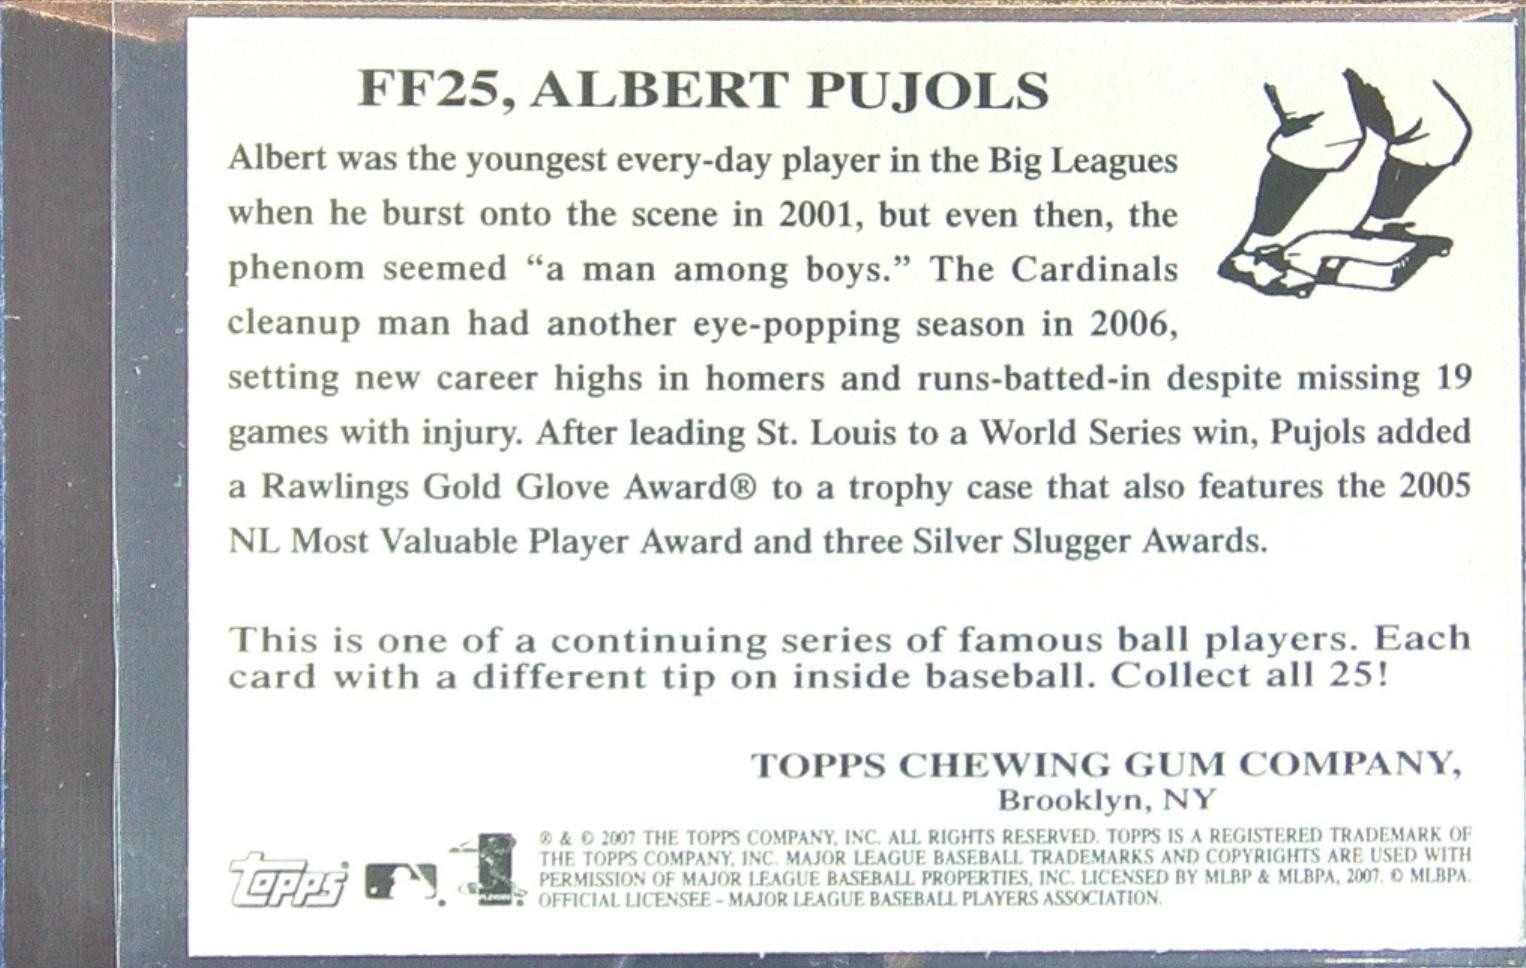 FF25, ALBERT PUJOLS
Albert was the youngest every-day player in the Big Leagues
when he burst onto the scene in 2001, but even then, the
phenom seemed “a man among boys.” The Cardinals
cleanup man had another eye-popping season in 2006,
setting new career highs in homers and runs-batted-in despite missing 19
games with injury. After leading St. Louis to a World Series win, Pujols added
a Rawlings Gold Glove Award® to a trophy case that also features the 2005
NL Most Valuable Player Award and three Silver Slugger Awards.
This is one of a continuing series of famous ball players. Each
card with a different tip on inside baseball. Collect all 25!
TOPPS CHEWING GUM COMPANY,
Brooklyn, NY
® & © 2007 THE TOPPS COMPANY, INC. ALL RIGHTS RESERVED. TOPPS IS A REGISTERED TRADEMARK OF
THE TOPPS COMPANY, INC. MAJOR LEAGUE BASEBALL TRADEMARKS AND COPYRIGHTS ARE USED WITH
PERMISSION OF MAJOR LEAGUE BASEBALL PROPERTIES, INC. LICENSED BY MLBP & MLBPA, 2007. © MLBPA.
OFFICIAL LICENSEE – MAJOR LEAGUE BASEBALL PLAYERS ASSOCIATION.
Topps®